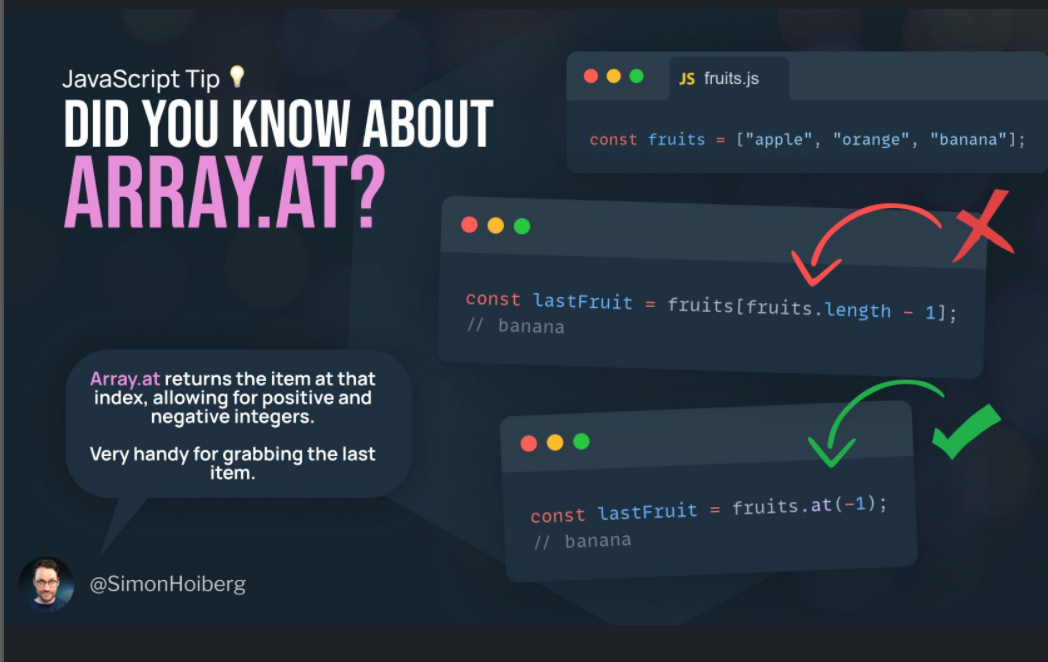 JavaScript Tip
DID YOU KNOW ABOUT
ARRAY.AT?
JS fruits.js
const fruits = ["apple", "orange", "banana"];
const lastFruit = fruits[fruits.length - 1];
// banana
Array.at returns the item at that
index, allowing for positive and
negative integers.
Very handy for grabbing the last
item.
const lastFruit = fruits.at(-1);
// banana
@SimonHoiberg